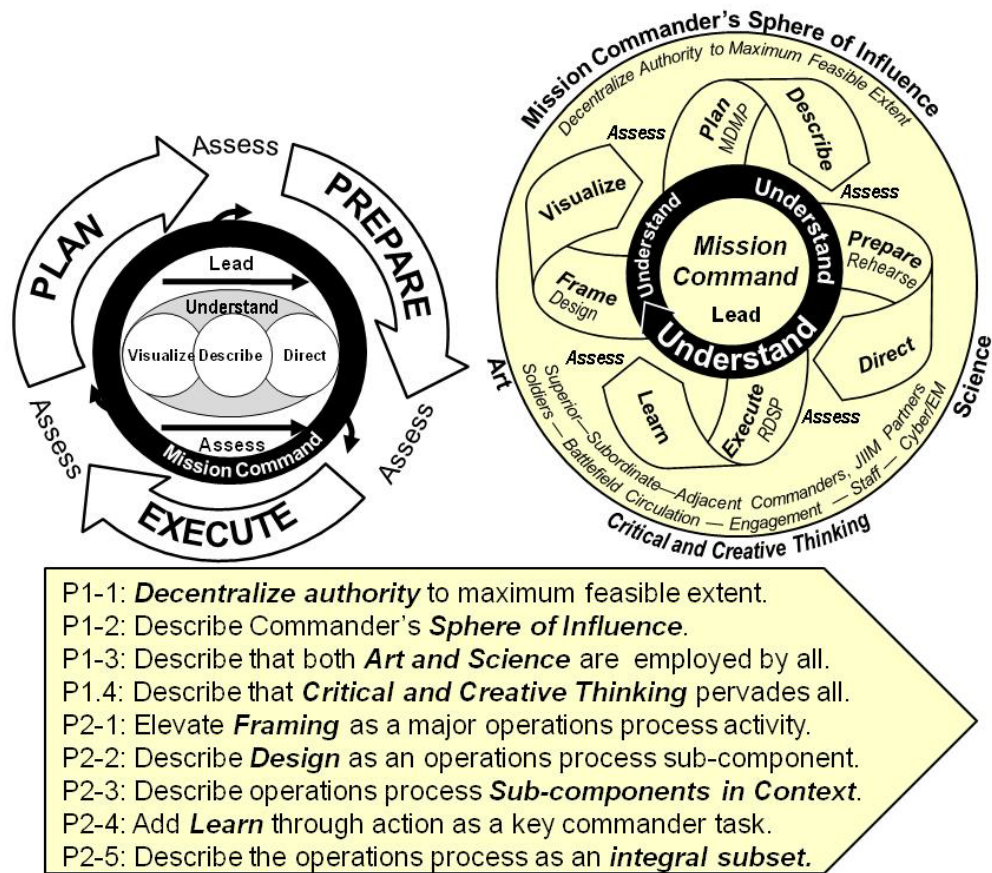 Assess
PLAN
PREPARE
Lead
Understand
Visualize
Describe
Direct
Assess
Mission Command
Assess
Assess
EXECUTE
Mission Commander's Sphere of Influence
Decentralize Authority to Maximum Feasible Extent
Assess
Plan
MDMP
Describe
Assess
Visualize
Understand
Understand
Mission
Command
Lead
Understand
Prepare
Rehearse
Frame
Design
Direct
Assess
Learn
Execute
RDSP
Assess
Art
Science
Superior—Subordinate—Adjacent Commanders, JIIM Partners
Soldiers — Battlefield Circulation — Engagement — Staff — Cyber/EM
Critical and Creative Thinking
P1-1: Decentralize authority to maximum feasible extent.
P1-2: Describe Commander's Sphere of Influence.
P1-3: Describe that both Art and Science are employed by all.
P1.4: Describe that Critical and Creative Thinking pervades all.
P2-1: Elevate Framing as a major operations process activity.
P2-2: Describe Design as an operations process sub-component.
P2-3: Describe operations process Sub-components in Context.
P2-4: Add Learn through action as a key commander task.
P2-5: Describe the operations process as an integral subset.